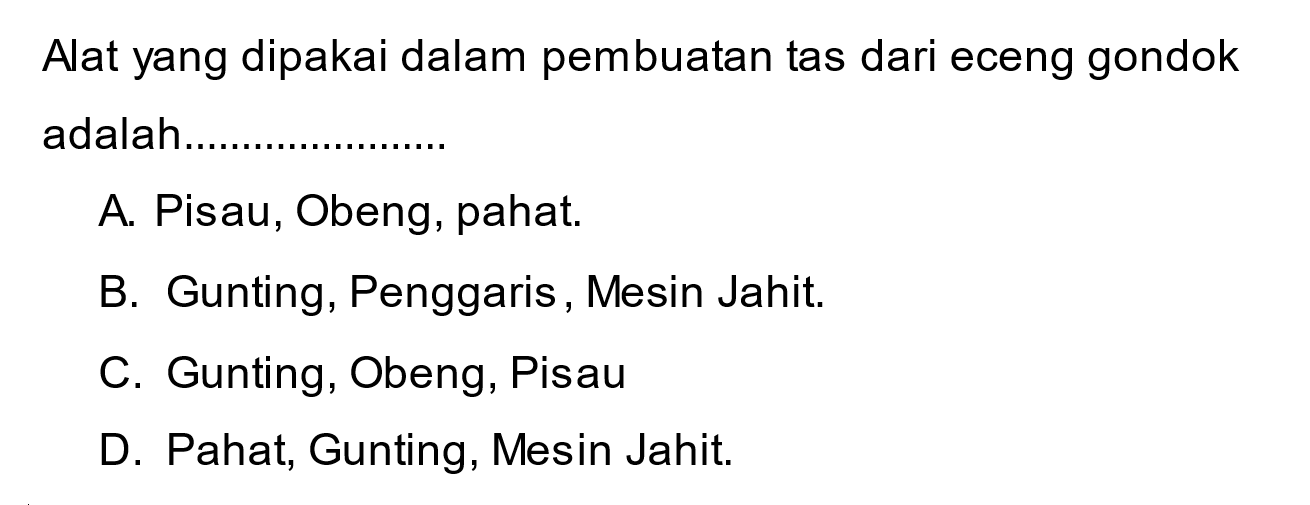 Alat yang dipakai dalam pembuatan tas dari eceng gondok
adalah.......................
A. Pisau, Obeng, pahat.
B. Gunting, Penggaris, Mesin Jahit.
C. Gunting, Obeng, Pisau
D. Pahat, Gunting, Mesin Jahit.